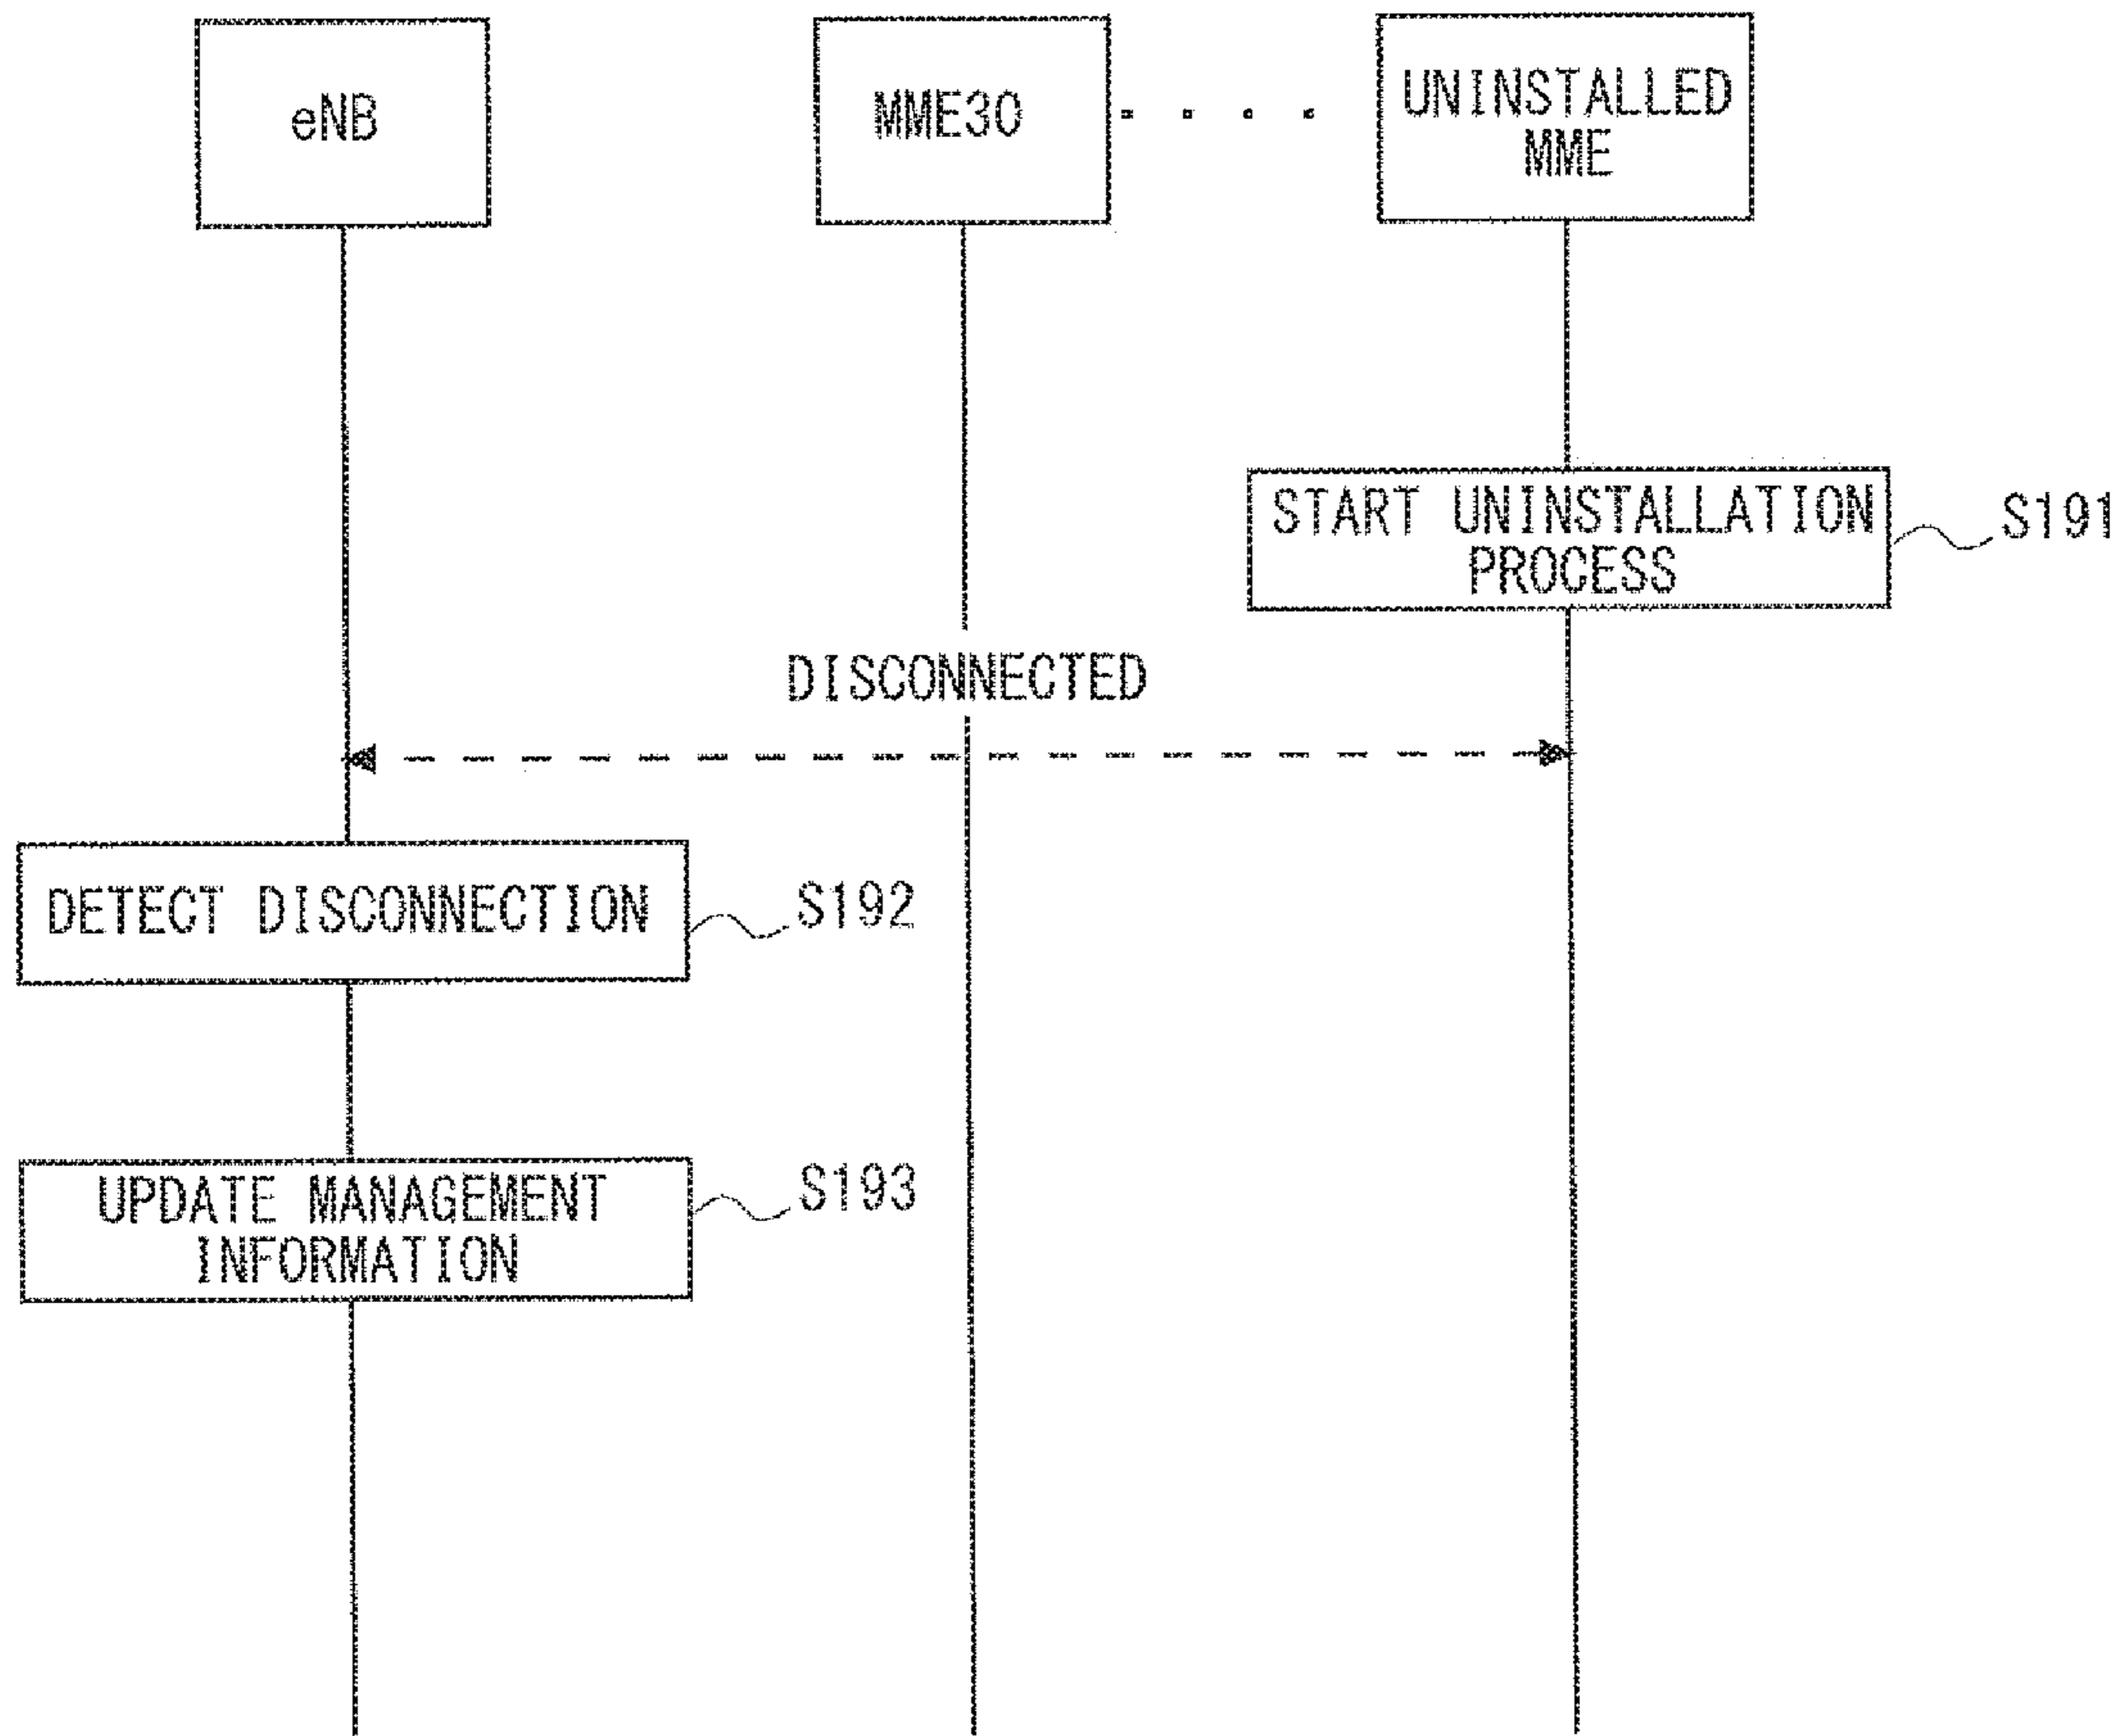 eNB
MME30
UNINSTALLED
MME
START UNINSTALLATION
PROCESS
S191
DISCONNECTED
DETECT DISCONNECTION
S192
UPDATE MANAGEMENT
INFORMATION
S193